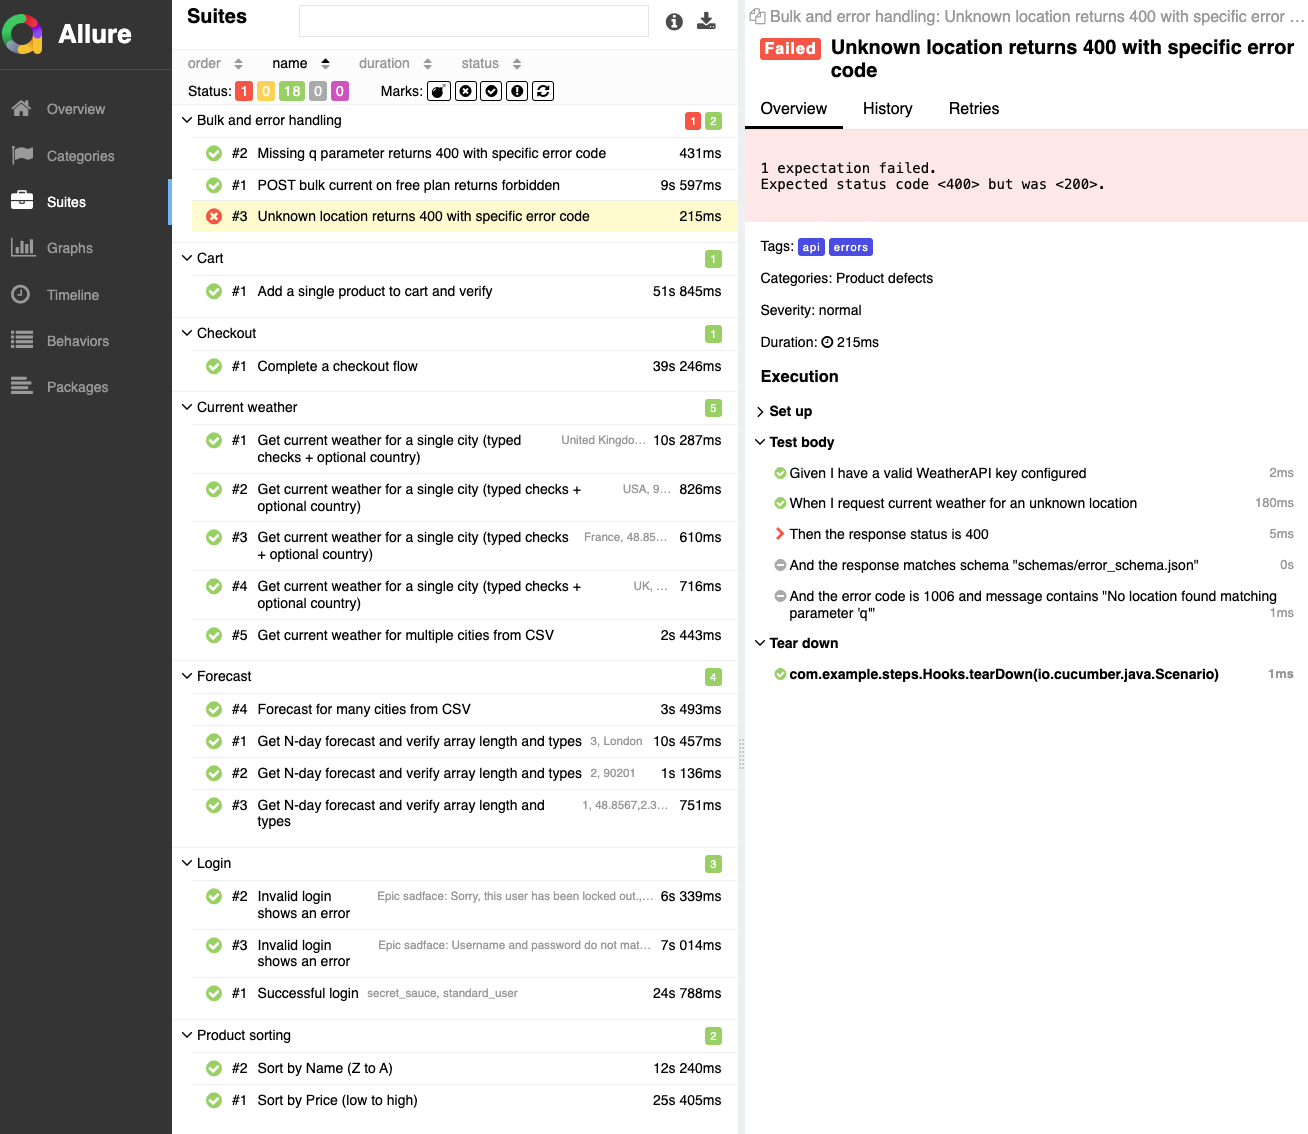 Allure
Overview
Categories
Suites
Graphs
Timeline
Behaviors
Packages
Suites
order name duration status
Status: 1 0 18 0 0 Marks:
Bulk and error handling 1 2
#2 Missing q parameter returns 400 with specific error code 431ms
#1 POST bulk current on free plan returns forbidden 9s 597ms
#3 Unknown location returns 400 with specific error code 215ms
Cart 1
#1 Add a single product to cart and verify 51s 845ms
Checkout 1
#1 Complete a checkout flow 39s 246ms
Current weather 5
#1 Get current weather for a single city (typed United Kingdo... 10s 287ms
checks + optional country)
#2 Get current weather for a single city (typed checks + USA, 9... 826ms
optional country)
#3 Get current weather for a single city (typed checks France, 48.85... 610ms
+ optional country)
#4 Get current weather for a single city (typed checks + UK, ... 716ms
optional country)
#5 Get current weather for multiple cities from CSV 2s 443ms
Forecast 4
#4 Forecast for many cities from CSV 3s 493ms
#1 Get N-day forecast and verify array length and types 3, London 10s 457ms
#2 Get N-day forecast and verify array length and types 2, 90201 1s 136ms
#3 Get N-day forecast and verify array length and 1, 48.8567,2.3... 751ms
types
Login 3
#2 Invalid login Epic sadface: Sorry, this user has been locked out.,... 6s 339ms
shows an error
#3 Invalid login Epic sadface: Username and password do not mat... 7s 014ms
shows an error
#1 Successful login secret_sauce, standard_user 24s 788ms
Product sorting 2
#2 Sort by Name (Z to A) 12s 240ms
#1 Sort by Price (low to high) 25s 405ms
Bulk and error handling: Unknown location returns 400 with specific error ...
Failed Unknown location returns 400 with specific error
code
Overview History Retries
1 expectation failed.
Expected status code <400> but was <200>.
Tags: api errors
Categories: Product defects
Severity: normal
Duration: 215ms
Execution
Set up
Test body
Given I have a valid WeatherAPI key configured 2ms
When I request current weather for an unknown location 180ms
Then the response status is 400 5ms
And the response matches schema "schemas/error_schema.json" 0s
And the error code is 1006 and message contains "No location found matching
parameter 'q'" 1ms
Tear down
com.example.steps.Hooks.tearDown(io.cucumber.java.Scenario) 1ms